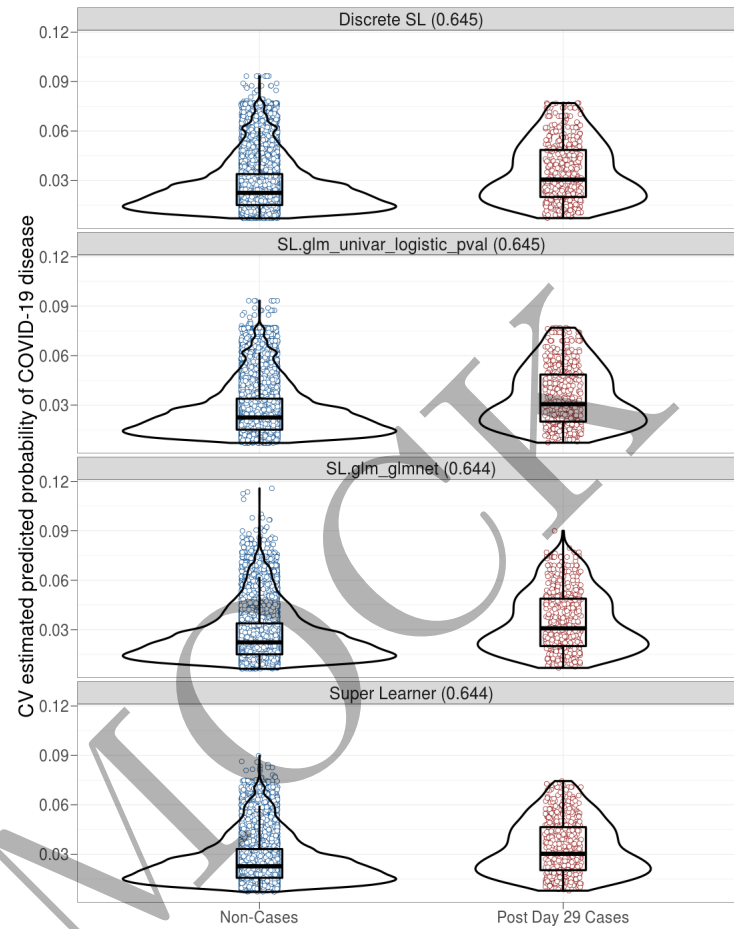 Discrete SL (0.645)
0.12
0.09
0.06
0.03
SL.glm_univar_logistic_pval (0.645)
0.12
0.09
0.06
0.03
SL.glm_glmnet (0.644)
0.12
0.09
0.06
0.03
Super Learner (0.644)
0.12
0.09
0.06
0.03
Non-Cases
Post Day 29 Cases
CV estimated predicted probability of COVID-19 disease
MOCK